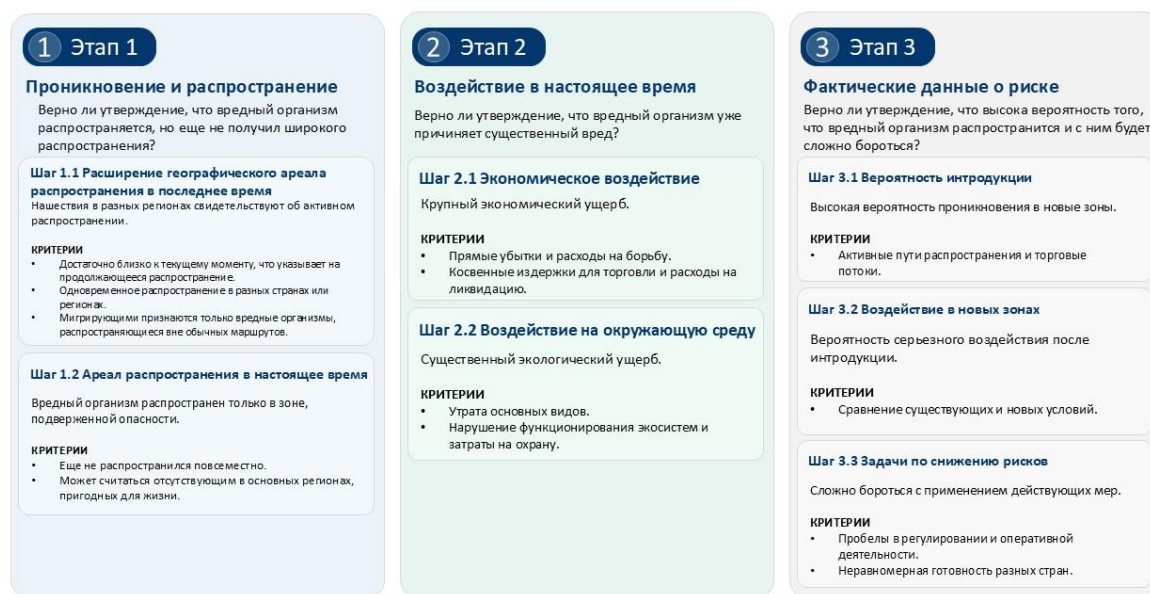 1 Этап 1
Проникновение и распространение
Верно ли утверждение, что вредный организм
распространяется, но еще не получил широкого
распространения?
Шаг 1.1 Расширение географического ареала
распространения в последнее время
Нашествия в разных регионах свидетельствуют об активном
распространении.
КРИТЕРИИ
• Достаточно близко к текущему моменту, что указывает на
продолжающееся распространение.
• Одновременное распространение в разных странах или
регионах.
• Мигрирующими признаются только вредные организмы,
распространяющиеся вне обычных маршрутов.
Шаг 1.2 Ареал распространения в настоящее время
Вредный организм распространен только в зоне,
подверженной опасности.
КРИТЕРИИ
• Еще не распространился повсеместно.
• Может считаться отсутствующим в основных регионах,
пригодных для жизни.
2 Этап 2
Воздействие в настоящее время
Верно ли утверждение, что вредный организм уже
причиняет существенный вред?
Шаг 2.1 Экономическое воздействие
Крупный экономический ущерб.
КРИТЕРИИ
• Прямые убытки и расходы на борьбу.
• Косвенные издержки для торговли и расходы на
ликвидацию.
Шаг 2.2 Воздействие на окружающую среду
Существенный экологический ущерб.
КРИТЕРИИ
• Утрата основных видов.
• Нарушение функционирования экосистем и
затраты на охрану.
3 Этап 3
Фактические данные о риске
Верно ли утверждение, что высока вероятность того,
что вредный организм распространится и с ним будет
сложно бороться?
Шаг 3.1 Вероятность интродукции
Высокая вероятность проникновения в новые зоны.
КРИТЕРИИ
• Активные пути распространения и торговые
потоки.
Шаг 3.2 Воздействие в новых зонах
Вероятность серьезного воздействия после
интродукции.
КРИТЕРИИ
• Сравнение существующих и новых условий.
Шаг 3.3 Задачи по снижению рисков
Сложно бороться с применением действующих мер.
КРИТЕРИИ
• Пробелы в регулировании и оперативной
деятельности.
• Неравномерная готовность разных стран.